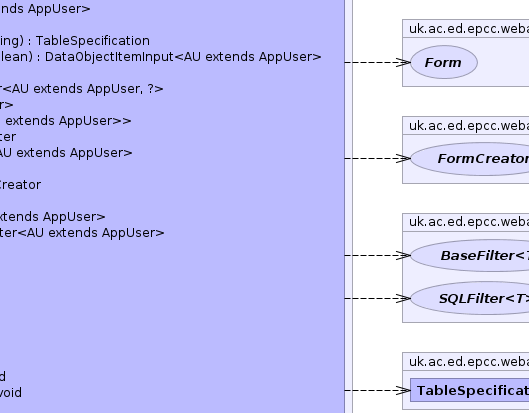 nds AppUser>
ing) : TableSpecification
lean) : DataObjectItemInput<AU extends AppUser>
r<AU extends AppUser, ?>
r>
extends AppUser>>
ter
AU extends AppUser>
Creator
xtends AppUser>
ter<AU extends AppUser>
d
void
uk.ac.ed.epcc.weba
Form
uk.ac.ed.epcc.weba
FormCreator
uk.ac.ed.epcc.weba
BaseFilter<T
SQLFilter<T>
uk.ac.ed.epcc.weba
TableSpecificat